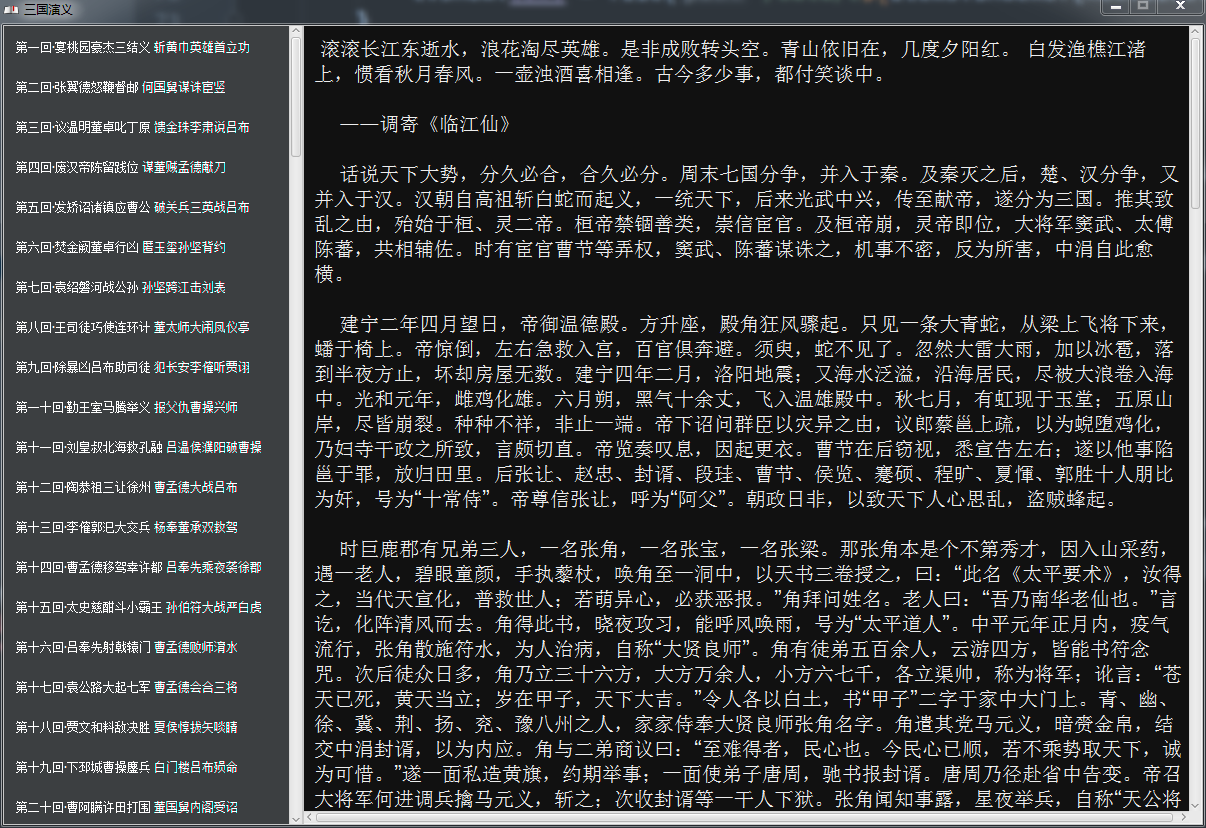 三国演义
第一回·宴桃园豪杰三结义 斩黄巾英雄首立功
第二回·张翼德怒鞭督邮 何国舅谋诛宦竖
第三回·议温明董卓叱丁原 馈金珠李肃说吕布
第四回·废汉帝陈留践位 谋董贼孟德献刀
第五回·发矫诏诸镇应曹公 破关兵三英战吕布
第六回·焚金阙董卓行凶 匿玉玺孙坚背约
第七回·袁绍磐河战公孙 孙坚跨江击刘表
第八回·王司徒巧使连环计 董太师大闹凤仪亭
第九回·除暴凶吕布助司徒 犯长安李傕听贾诩
第一十回·勤王室马腾举义 报父仇曹操兴师
第十一回·刘皇叔北海救孔融 吕温侯濮阳破曹操
第十二回·陶恭祖三让徐州 曹孟德大战吕布
第十三回·李傕郭汜大交兵 杨奉董承双救驾
第十四回·曹孟德移驾幸许都 吕奉先乘夜袭徐郡
第十五回·太史慈酣斗小霸王 孙伯符大战严白虎
第十六回·吕奉先射戟辕门 曹孟德败师淯水
第十七回·袁公路大起七军 曹孟德会合三将
第十八回·贾文和料敌决胜 夏侯惇拔矢啖睛
第十九回·下邳城曹操鏖兵 白门楼吕布殒命
第二十回·曹阿瞒许田打围 董国舅内阁受诏
滚滚长江东逝水，浪花淘尽英雄。是非成败转头空。青山依旧在，几度夕阳红。 白发渔樵江渚
上，惯看秋月春风。一壶浊酒喜相逢。古今多少事，都付笑谈中。
——调寄《临江仙》
话说天下大势，分久必合，合久必分。周末七国分争，并入于秦。及秦灭之后，楚、汉分争，又
并入于汉。汉朝自高祖斩白蛇而起义，一统天下，后来光武中兴，传至献帝，遂分为三国。推其致
乱之由，殆始于桓、灵二帝。桓帝禁锢善类，崇信宦官。及桓帝崩，灵帝即位，大将军窦武、太傅
陈蕃，共相辅佐。时有宦官曹节等弄权，窦武、陈蕃谋诛之，机事不密，反为所害，中涓自此愈
横。
建宁二年四月望日，帝御温德殿。方升座，殿角狂风骤起。只见一条大青蛇，从梁上飞将下来，
蟠于椅上。帝惊倒，左右急救入宫，百官俱奔避。须臾，蛇不见了。忽然大雷大雨，加以冰雹，落
到半夜方止，坏却房屋无数。建宁四年二月，洛阳地震；又海水泛溢，沿海居民，尽被大浪卷入海
中。光和元年，雌鸡化雄。六月朔，黑气十余丈，飞入温德殿中。秋七月，有虹现于玉堂；五原山
岸，尽皆崩裂。种种不祥，非止一端。帝下诏问群臣以灾异之由，议郎蔡邕上疏，以为蜺堕鸡化，
乃妇寺干政之所致，言颇切直。帝览奏叹息，因起更衣。曹节在后窃视，悉宣告左右；遂以他事陷
邕于罪，放归田里。后张让、赵忠、封谞、段珪、曹节、侯览、蹇硕、程旷、夏恽、郭胜十人朋比
为奸，号为“十常侍”。帝尊信张让，呼为“阿父”。朝政日非，以致天下人心思乱，盗贼蜂起。
时巨鹿郡有兄弟三人，一名张角，一名张宝，一名张梁。那张角本是个不第秀才，因入山采药，
遇一老人，碧眼童颜，手执藜杖，唤角至一洞中，以天书三卷授之，曰：“此名《太平要术》，汝得
之，当代天宣化，普救世人；若萌异心，必获恶报。”角拜问姓名。老人曰：“吾乃南华老仙也。”言
讫，化阵清风而去。角得此书，晓夜攻习，能呼风唤雨，号为“太平道人”。中平元年正月内，疫气
流行，张角散施符水，为人治病，自称“大贤良师”。角有徒弟五百余人，云游四方，皆能书符念
咒。次后徒众日多，角乃立三十六方，大方万余人，小方六七千，各立渠帅，称为将军；讹言：“苍
天已死，黄天当立；岁在甲子，天下大吉。”令人各以白土，书“甲子”二字于家中大门上。青、幽、
徐、冀、荆、扬、兖、豫八州之人，家家侍奉大贤良师张角名字。角遣其党马元义，暗赍金帛，结
交中涓封谞，以为内应。角与二弟商议曰：“至难得者，民心也。今民心已顺，若不乘势取天下，诚
为可惜。”遂一面私造黄旗，约期举事；一面使弟子唐周，驰书报封谞。唐周乃径赴省中告变。帝召
大将军何进调兵擒马元义，斩之；次收封谞等一干人下狱。张角闻知事露，星夜举兵，自称“天公将